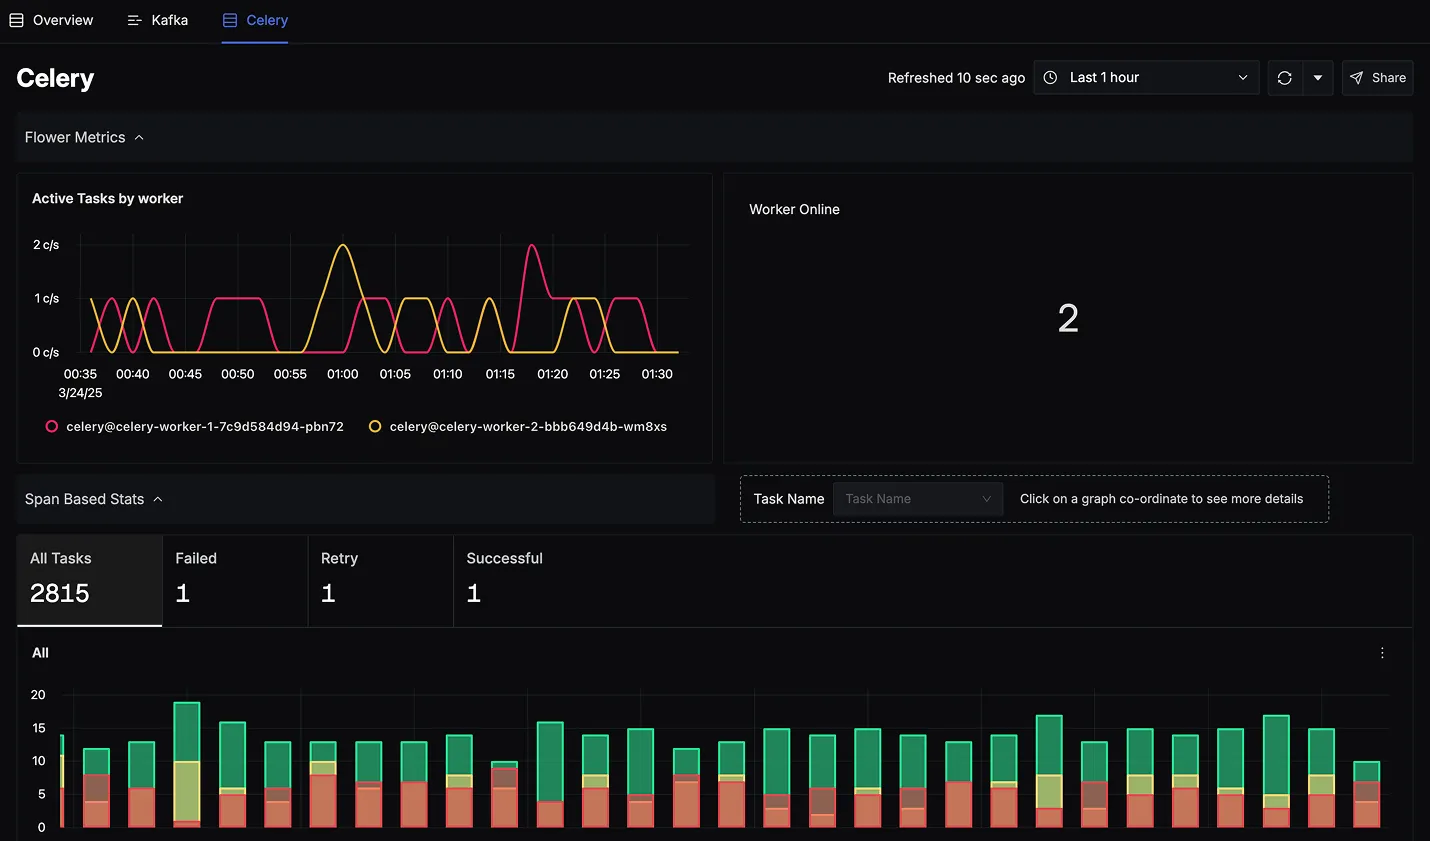 Overview Kafka Celery
Celery
Refreshed 10 sec ago Last 1 hour Share
Flower Metrics
Active Tasks by worker
2 c/s
1 c/s
0 c/s
00:35 00:40 00:45 00:50 00:55 01:00 01:05 01:10 01:15 01:20 01:25 01:30
3/24/25
celery@celery-worker-1-7c9d584d94-pbn72 celery@celery-worker-2-bbb649d4b-wm8xs
Worker Online
2
Span Based Stats
Task Name Task Name Click on a graph co-ordinate to see more details
All Tasks Failed Retry Successful
2815 1 1 1
All
20
15
10
5
0